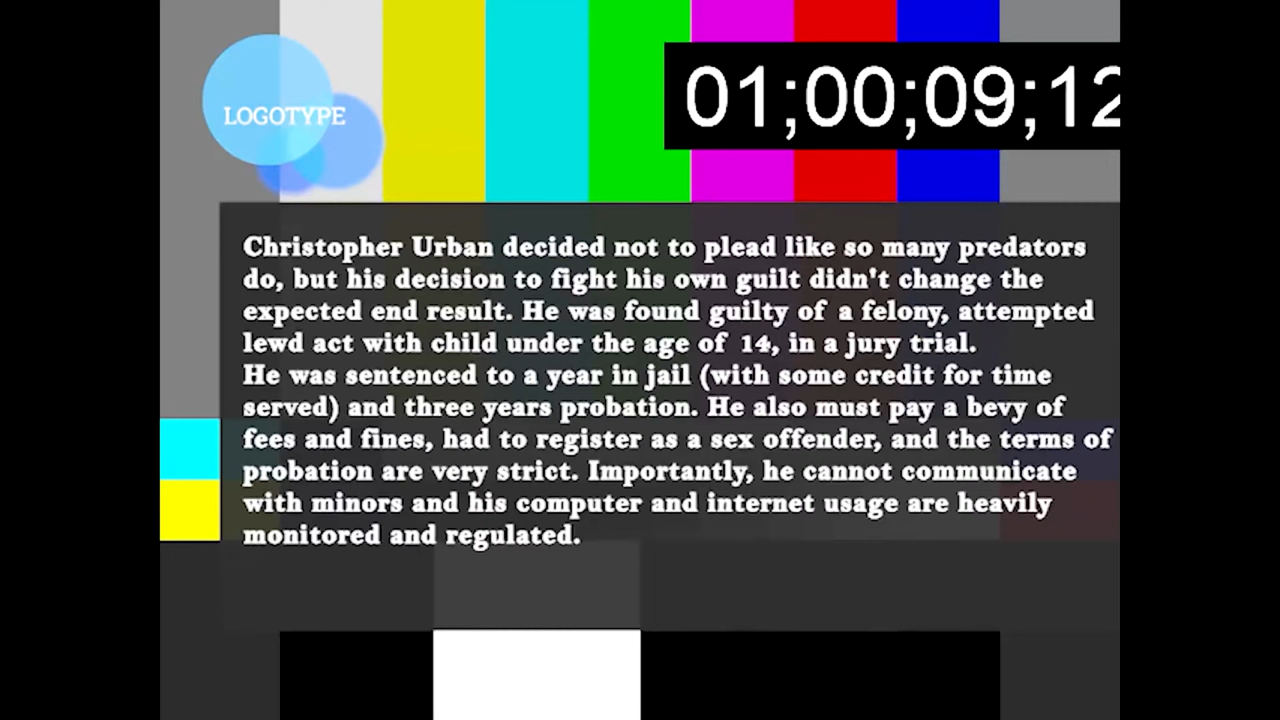 LOGOTYPE
01;00;09;12
Christopher Urban decided not to plead like so many predators
do, but his decision to fight his own guilt didn't change the
expected end result. He was found guilty of a felony, attempted
lewd act with child under the age of 14, in a jury trial.
He was sentenced to a year in jail (with some credit for time
served) and three years probation. He also must pay a bevy of
fees and fines, had to register as a sex offender, and the terms of
probation are very strict. Importantly, he cannot communicate
with minors and his computer and internet usage are heavily
monitored and regulated.